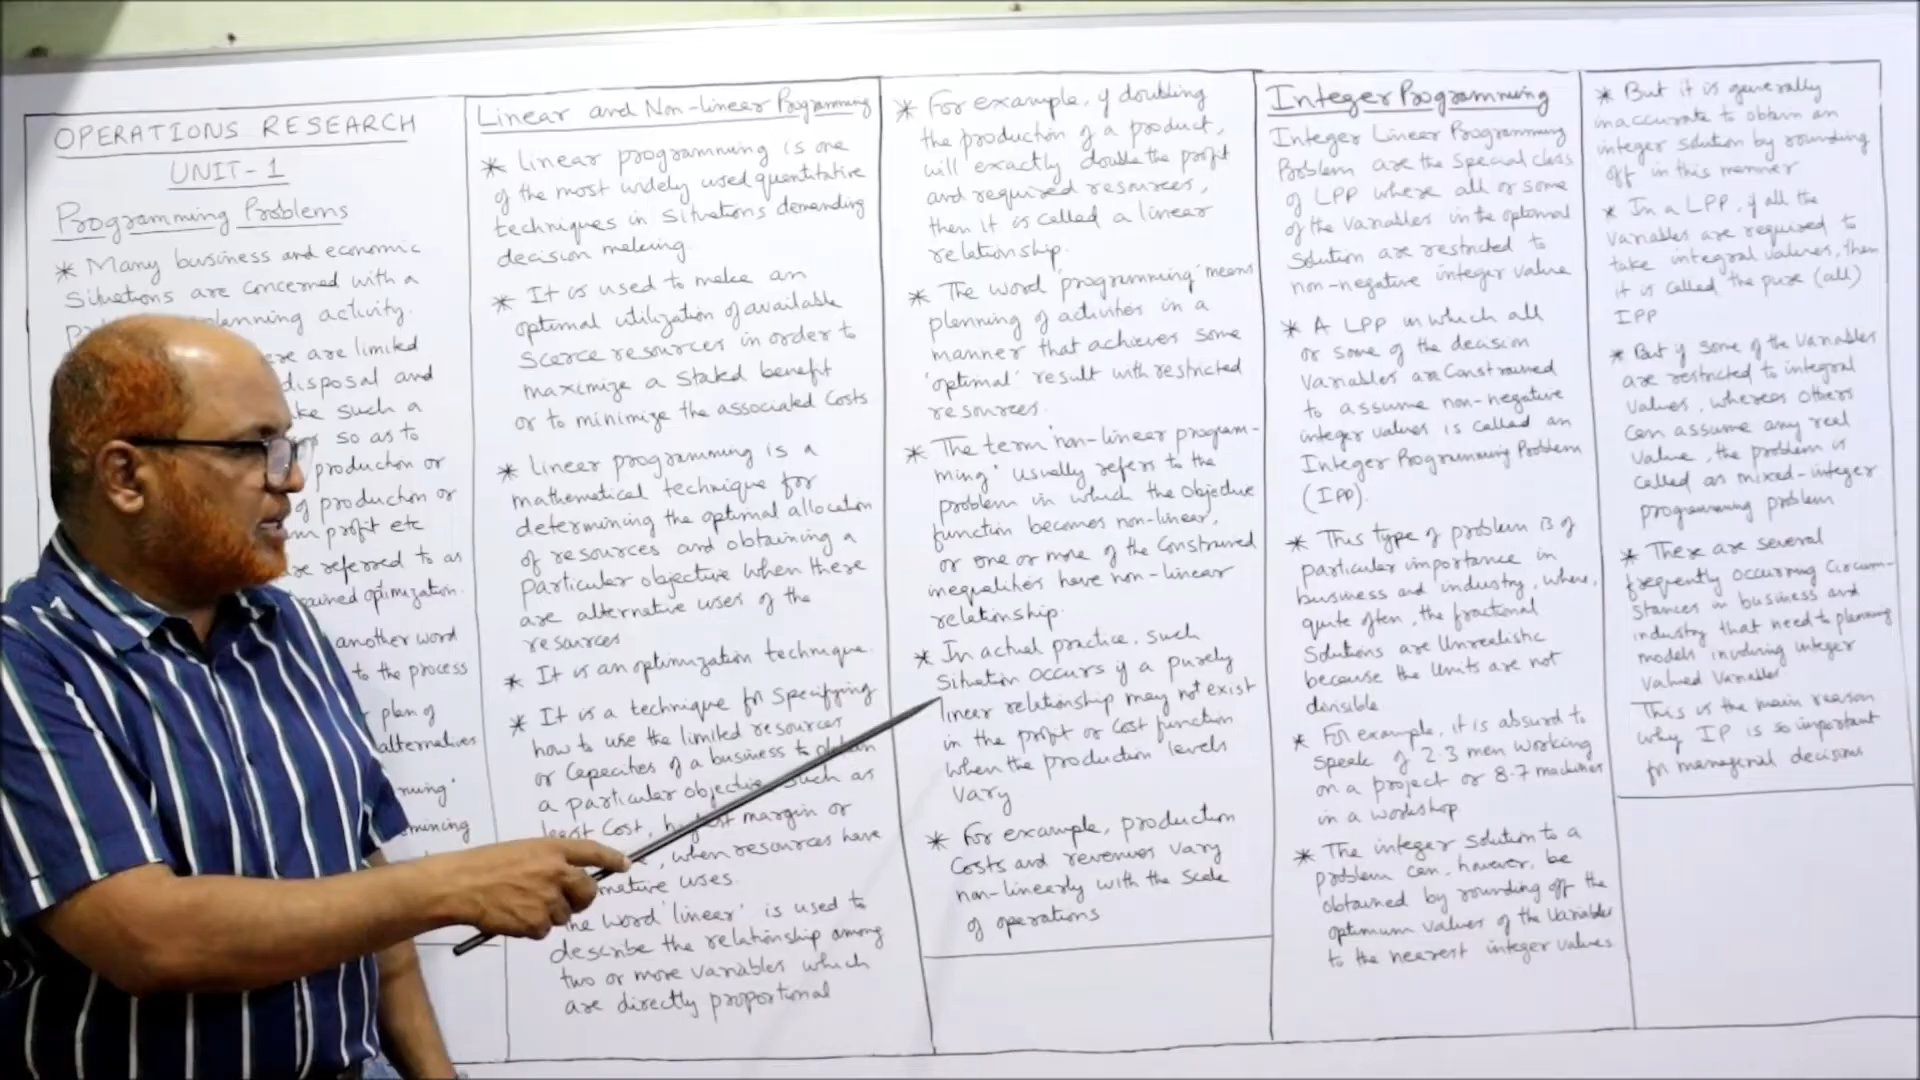 OPERATIONS RESEARCH
UNIT-1
Programming Problems
* Many business and economic
situations are concerned with a
planning activity.
are limited
disposal and
such a
so as to
production or
of production or
profit etc
referred to as
optimization.
another word
to the process
plan of
alternatives
Linear and Non-linear Programming
* Linear programming is one
of the most widely used quantitative
techniques in situations demanding
decision making.
* It is used to make an
optimal utilization of available
scarce resources in order to
maximize a stated benefit
or to minimize the associated costs
* Linear programming is a
mathematical technique for
determining the optimal allocation
of resources and obtaining a
particular objective when there
are alternative uses of the
resources
* It is an optimization technique.
* It is a technique for specifying
how to use the limited resources
or capacities of a business to obtain
a particular objective such as
least cost, highest margin or
, when resources have
uses.
word 'linear' is used to
describe the relationship among
two or more variables which
are directly proportional
* For example, if doubling
the production of a product,
will exactly double the profit
and required resources,
then it is called a linear
relationship.
* The word 'programming' means
planning of activities in a
manner that achieves some
'optimal' result with restricted
resources.
* The term 'non-linear program-
ming' usually refers to the
problem in which the objective
function becomes non-linear,
or one or more of the constrained
inequalities have non-linear
relationship.
* In actual practice, such
situation occurs if a purely
linear relationship may not exist
in the profit or cost function
when the production levels
vary
* For example, production
costs and revenues vary
non-linearly with the scale
of operations
Integer Programming
Integer Linear Programming
Problem are the special class
of LPP where all or some
of the variables in the optimal
solution are restricted to
non-negative integer value
* A LPP in which all
or some of the decision
variables are constrained
to assume non-negative
integer values is called an
Integer Programming Problem
(IPP).
* This type of problem is of
particular importance in
business and industry, where,
quite often, the fractional
solutions are unrealistic
because the units are not
divisible
* For example, it is absurd to
speak of 2.3 men working
on a project or 8.7 machines
in a workshop.
* The integer solution to a
problem can, however, be
obtained by rounding off the
optimum values of the variables
to the nearest integer values
* But it is generally
inaccurate to obtain an
integer solution by rounding
off in this manner
* In a LPP, if all the
variables are required to
take integral values, then
it is called the pure (all)
IPP
* But if some of the variables
are restricted to integral
values, whereas others
can assume any real
value, the problem is
called as mixed-integer
programming problem
* There are several
frequently occurring circum-
stances in business and
industry that need to planning
models involving integer
valued variables
This is the main reason
why IP is so important
for managerial decisions